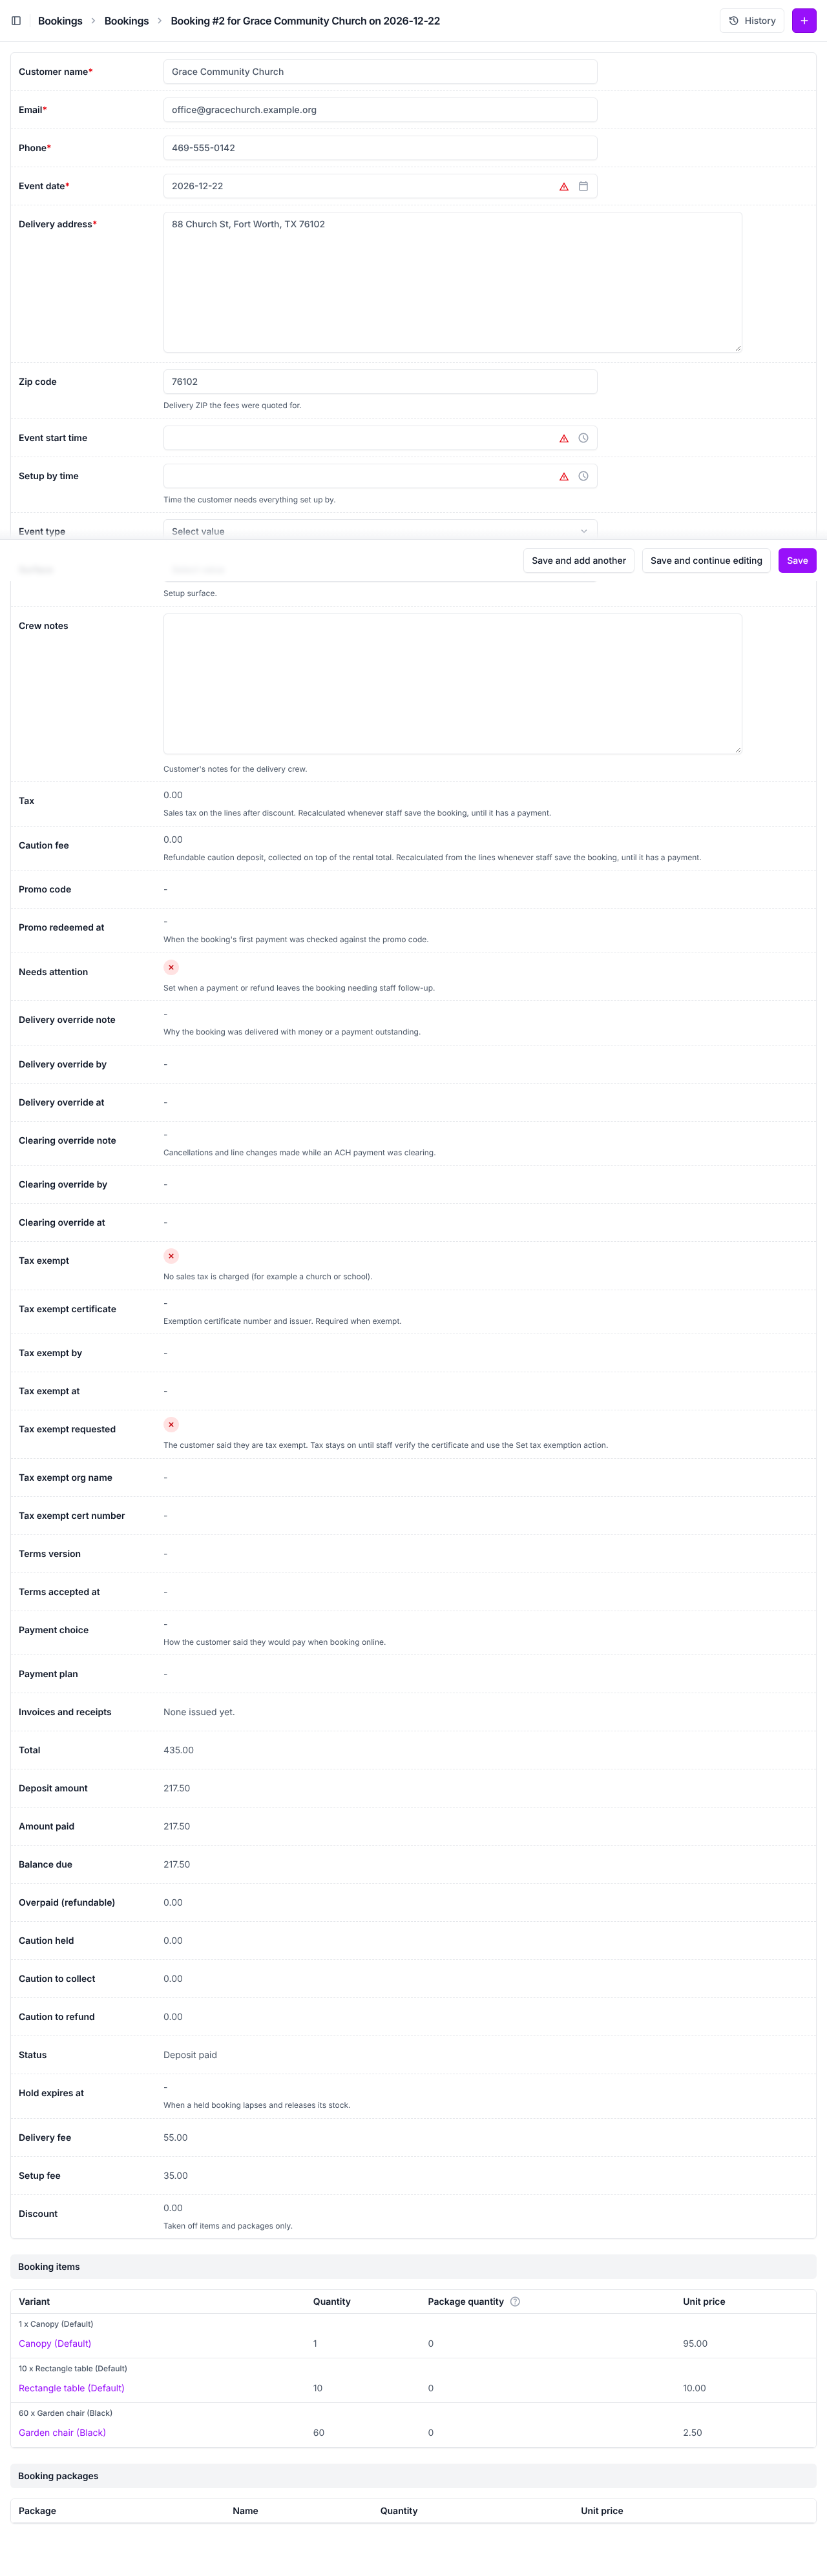 Bookings > Bookings > Booking #2 for Grace Community Church on 2026-12-22
History
+
Customer name*
Grace Community Church
Email*
office@gracechurch.example.org
Phone*
469-555-0142
Event date*
2026-12-22
Delivery address*
88 Church St, Fort Worth, TX 76102
Zip code
76102
Delivery ZIP the fees were quoted for.
Event start time
Setup by time
Time the customer needs everything set up by.
Event type
Select value
Save and add another
Save and continue editing
Save
Setup surface.
Crew notes
Customer's notes for the delivery crew.
Tax
0.00
Sales tax on the lines after discount. Recalculated whenever staff save the booking, until it has a payment.
Caution fee
0.00
Refundable caution deposit, collected on top of the rental total. Recalculated from the lines whenever staff save the booking, until it has a payment.
Promo code
-
Promo redeemed at
-
When the booking's first payment was checked against the promo code.
Needs attention
Set when a payment or refund leaves the booking needing staff follow-up.
Delivery override note
-
Why the booking was delivered with money or a payment outstanding.
Delivery override by
-
Delivery override at
-
Clearing override note
-
Cancellations and line changes made while an ACH payment was clearing.
Clearing override by
-
Clearing override at
-
Tax exempt
No sales tax is charged (for example a church or school).
Tax exempt certificate
-
Exemption certificate number and issuer. Required when exempt.
Tax exempt by
-
Tax exempt at
-
Tax exempt requested
The customer said they are tax exempt. Tax stays on until staff verify the certificate and use the Set tax exemption action.
Tax exempt org name
-
Tax exempt cert number
-
Terms version
-
Terms accepted at
-
Payment choice
-
How the customer said they would pay when booking online.
Payment plan
-
Invoices and receipts
None issued yet.
Total
435.00
Deposit amount
217.50
Amount paid
217.50
Balance due
217.50
Overpaid (refundable)
0.00
Caution held
0.00
Caution to collect
0.00
Caution to refund
0.00
Status
Deposit paid
Hold expires at
-
When a held booking lapses and releases its stock.
Delivery fee
55.00
Setup fee
35.00
Discount
0.00
Taken off items and packages only.
Booking items
Variant Quantity Package quantity Unit price
1 x Canopy (Default)
Canopy (Default) 1 0 95.00
10 x Rectangle table (Default)
Rectangle table (Default) 10 0 10.00
60 x Garden chair (Black)
Garden chair (Black) 60 0 2.50
Booking packages
Package Name Quantity Unit price